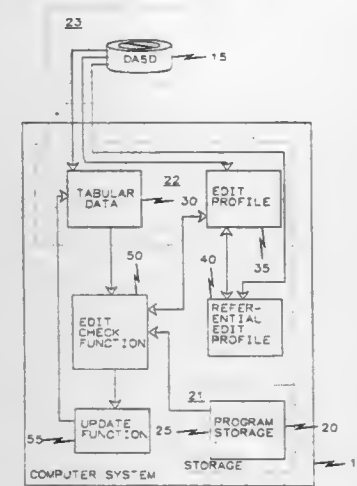 23
DASD
15
22
TABULAR
DATA
30
EDIT
PROFILE
35
50
40
EDIT
CHECK
FUNCTION
REFER-
ENTIAL
EDIT
PROFILE
21
UPDATE
FUNCTION
55
25
PROGRAM
STORAGE
20
STORAGE
COMPUTER SYSTEM